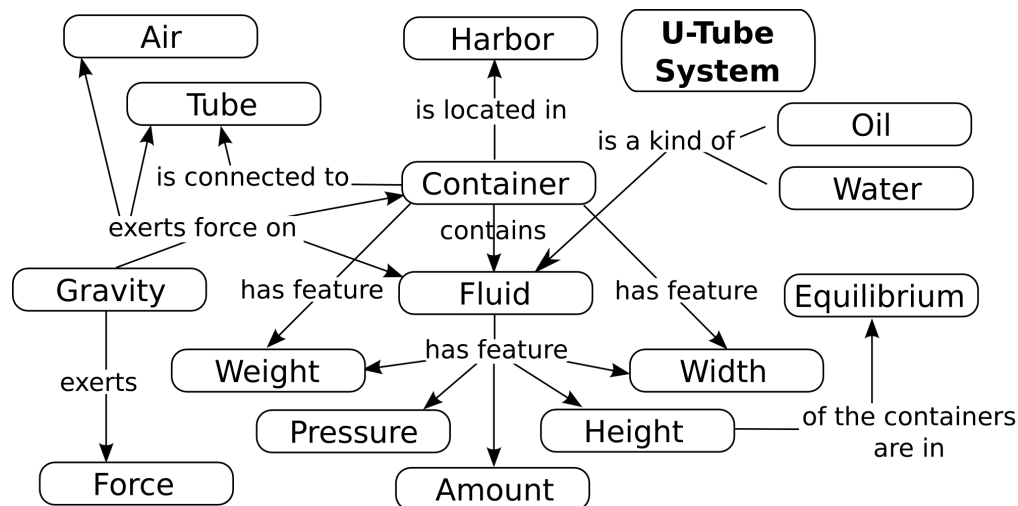 Air
Harbor
U-Tube
System
Tube
is located in
Oil
is a kind of
is connected to
Container
Water
exerts force on
contains
Gravity
has feature
Fluid
has feature
Equilibrium
has feature
Weight
Width
exerts
Pressure
Height
of the containers
are in
Force
Amount